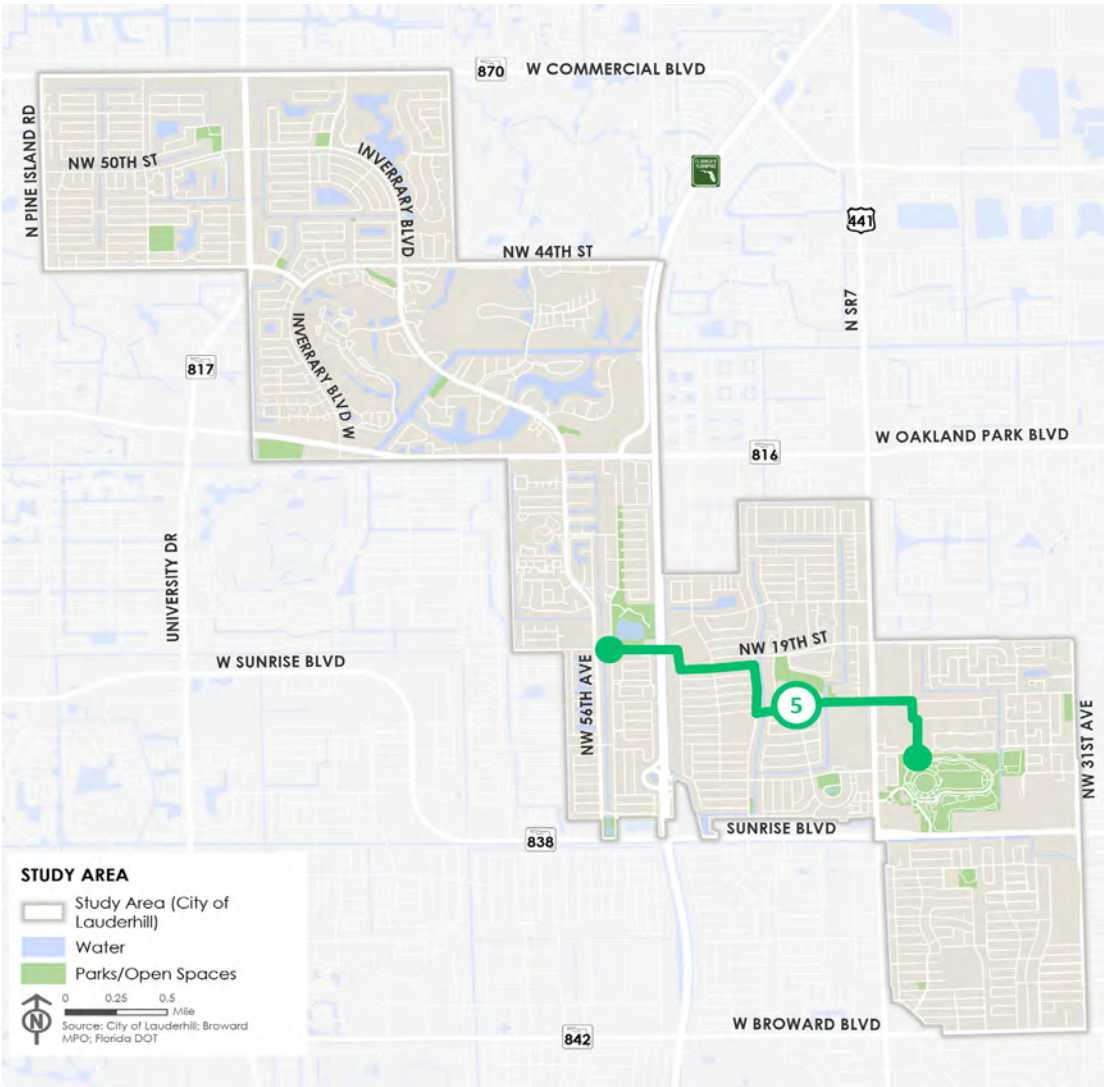 870 W COMMERCIAL BLVD
N PINE ISLAND RD
NW 50TH ST
INVERRARY BLVD
441
NW 44TH ST
N SR7
INVERRARY BLVD W
817
W OAKLAND PARK BLVD
816
UNIVERSITY DR
NW 19TH ST
W SUNRISE BLVD
NW 56TH AVE
5
NW 31ST AVE
SUNRISE BLVD
838
STUDY AREA
Study Area (City of
Lauderhill)
Water
Parks/Open Spaces
0 0.25 0.5
Mile
N
Source: City of Lauderhill; Broward
MPO; Florida DOT
W BROWARD BLVD
842